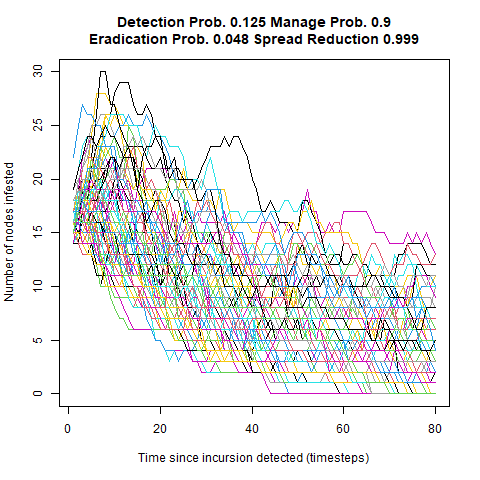 Detection Prob. 0.125 Manage Prob. 0.9
Eradication Prob. 0.048 Spread Reduction 0.999
Number of nodes infested
30
25
20
15
10
5
0
0 20 40 60 80
Time since incursion detected (timesteps)